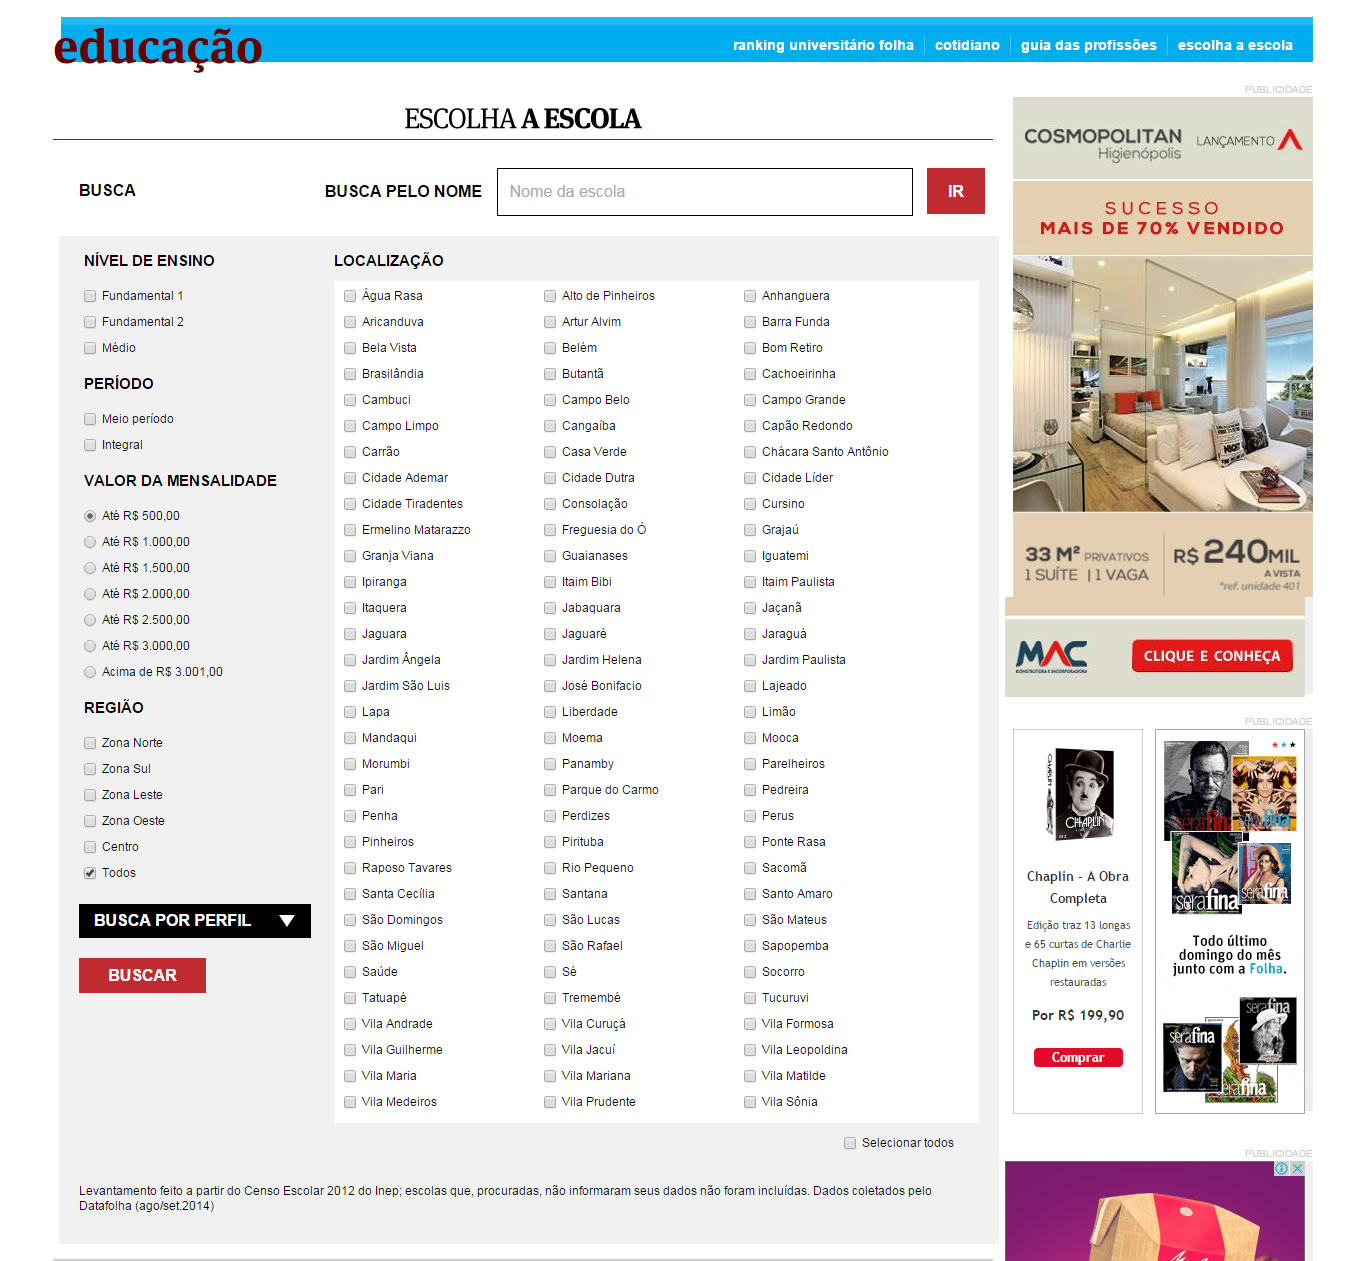 educação
ranking universitário folha
cotidiano
guia das profissões
escolha a escola
ESCOLHA A ESCOLA
BUSCA
BUSCA PELO NOME
Nome da escola
IR
NÍVEL DE ENSINO
Fundamental 1
Fundamental 2
Médio
PERÍODO
Meio período
Integral
VALOR DA MENSALIDADE
Até R$ 500,00
Até R$ 1.000,00
Até R$ 1.500,00
Até R$ 2.000,00
Até R$ 2.500,00
Até R$ 3.000,00
Acima de R$ 3.001,00
REGIÃO
Zona Norte
Zona Sul
Zona Leste
Zona Oeste
Centro
Todos
BUSCA POR PERFIL
BUSCAR
LOCALIZAÇÃO
Água Rasa Alto de Pinheiros Anhanguera
Aricanduva Artur Alvim Barra Funda
Bela Vista Belém Bom Retiro
Brasilândia Butantã Cachoeirinha
Cambuci Campo Belo Campo Grande
Campo Limpo Cangaíba Capão Redondo
Carrão Casa Verde Chácara Santo Antônio
Cidade Ademar Cidade Dutra Cidade Líder
Cidade Tiradentes Consolação Cursino
Ermelino Matarazzo Freguesia do Ó Grajaú
Granja Viana Guaianases Iguatemi
Ipiranga Itaim Bibi Itaim Paulista
Itaquera Jabaquara Jaçanã
Jaguara Jaguaré Jaraguá
Jardim Ângela Jardim Helena Jardim Paulista
Jardim São Luis José Bonifacio Lajeado
Lapa Liberdade Limão
Mandaqui Moema Mooca
Morumbi Panamby Parelheiros
Pari Parque do Carmo Pedreira
Penha Perdizes Perus
Pinheiros Pirituba Ponte Rasa
Raposo Tavares Rio Pequeno Sacomã
Santa Cecília Santana Santo Amaro
São Domingos São Lucas São Mateus
São Miguel São Rafael Sapopemba
Saúde Sé Socorro
Tatuapé Tremembé Tucuruvi
Vila Andrade Vila Curuçá Vila Formosa
Vila Guilherme Vila Jacuí Vila Leopoldina
Vila Maria Vila Mariana Vila Matilde
Vila Medeiros Vila Prudente Vila Sônia
Selecionar todos
Levantamento feito a partir do Censo Escolar 2012 do Inep; escolas que, procuradas, não informaram seus dados não foram incluídas. Dados coletados pelo
Datafolha (ago/set.2014)
PUBLICIDADE
COSMOPOLITAN
Higienópolis
LANÇAMENTO
SUCESSO
MAIS DE 70% VENDIDO
33 M² PRIVATIVOS
1 SUÍTE | 1 VAGA
R$ 240MIL
A VISTA
*ref. unidade 401
MAC
CONSTRUTORA E INCORPORADORA
CLIQUE E CONHEÇA
PUBLICIDADE
CHAPLIN
Chaplin - A Obra
Completa
Edição traz 13 longas
e 65 curtas de Charlie
Chaplin em versões
restauradas
Por R$ 199,90
Comprar
serafina
serafina
serafina
serafina
Todo último
domingo do mês
junto com a Folha.
serafina
serafina
serafina
PUBLICIDADE